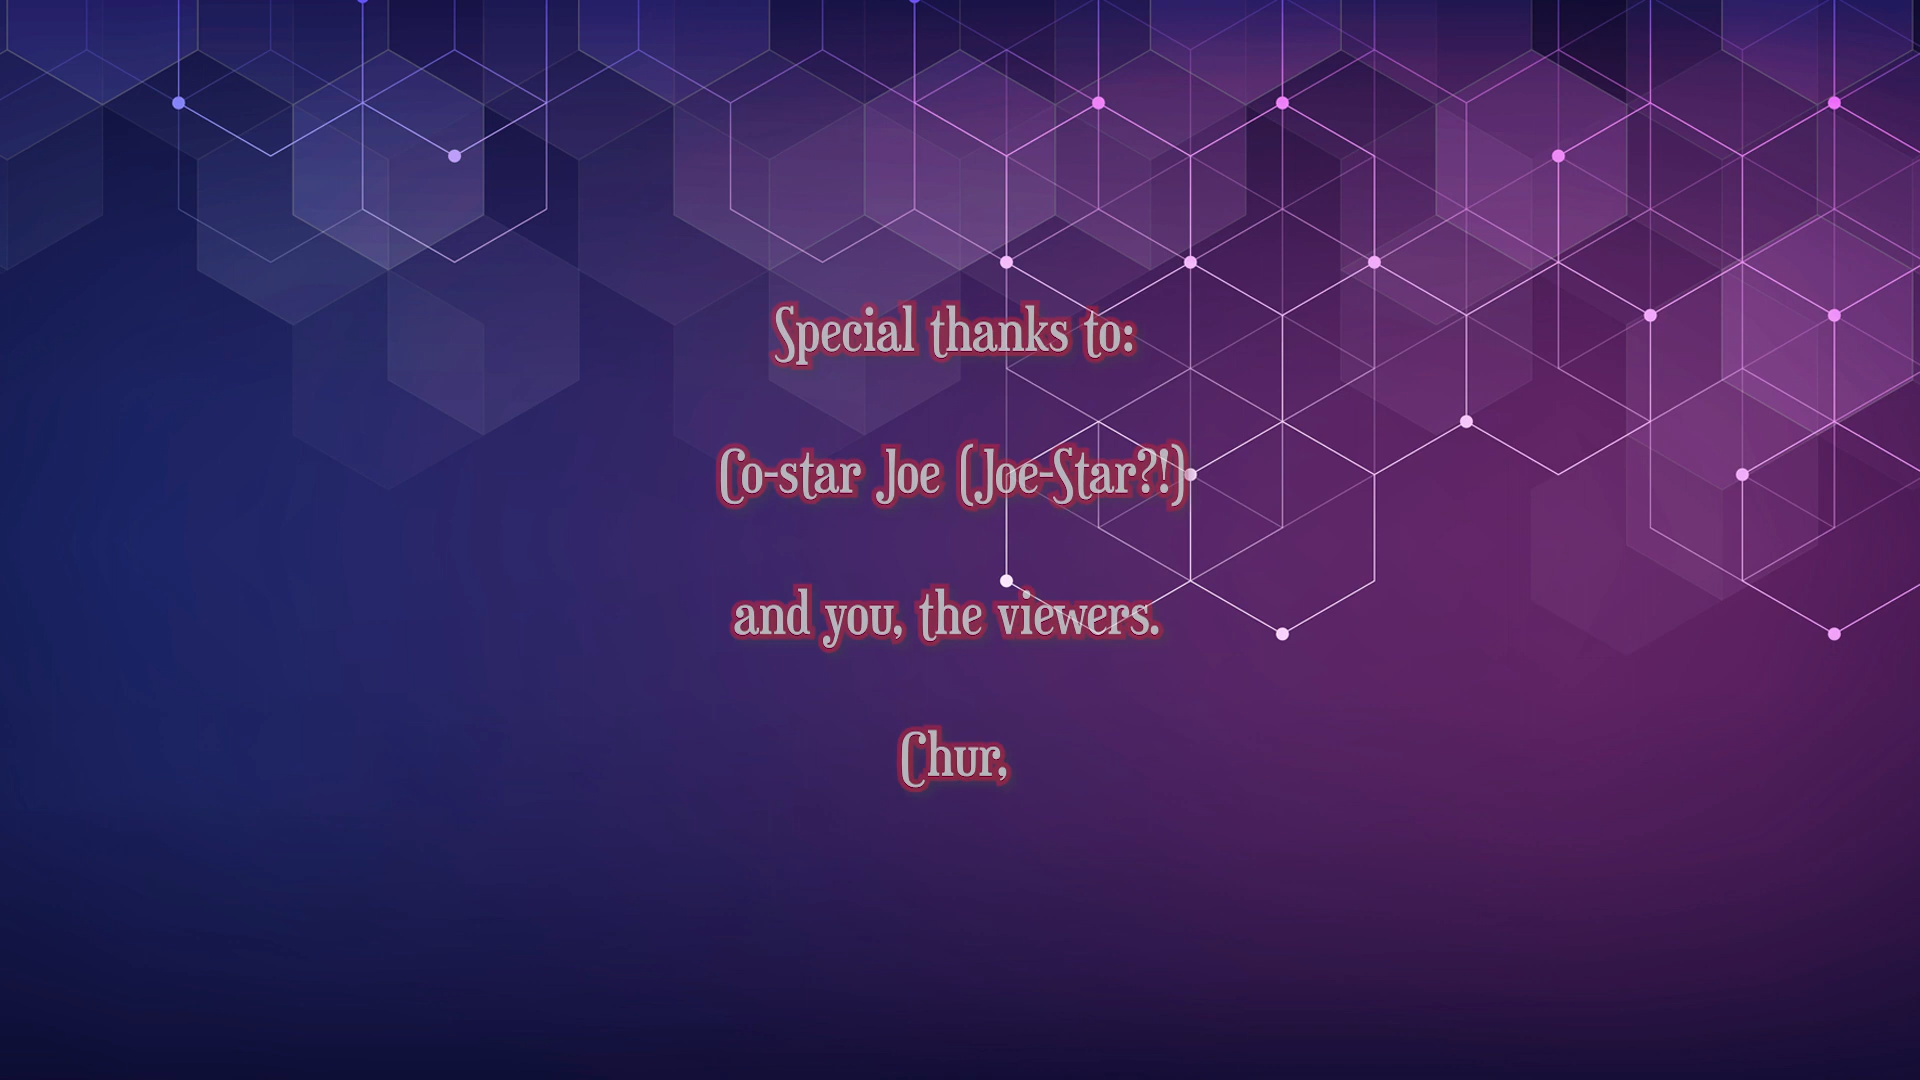 Special thanks to:
Co-star Joe (Joe-Star?!)
and you, the viewers.
Chur,